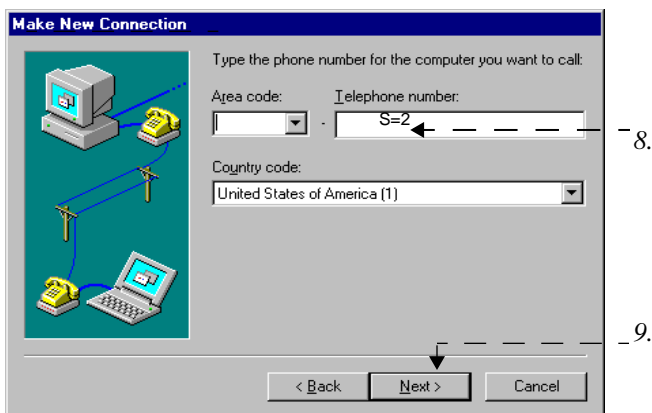 Make New Connection
Type the phone number for the computer you want to call:
Area code: Telephone number:
- S=2
8.
Country code:
United States of America (1)
9.
< Back Next > Cancel